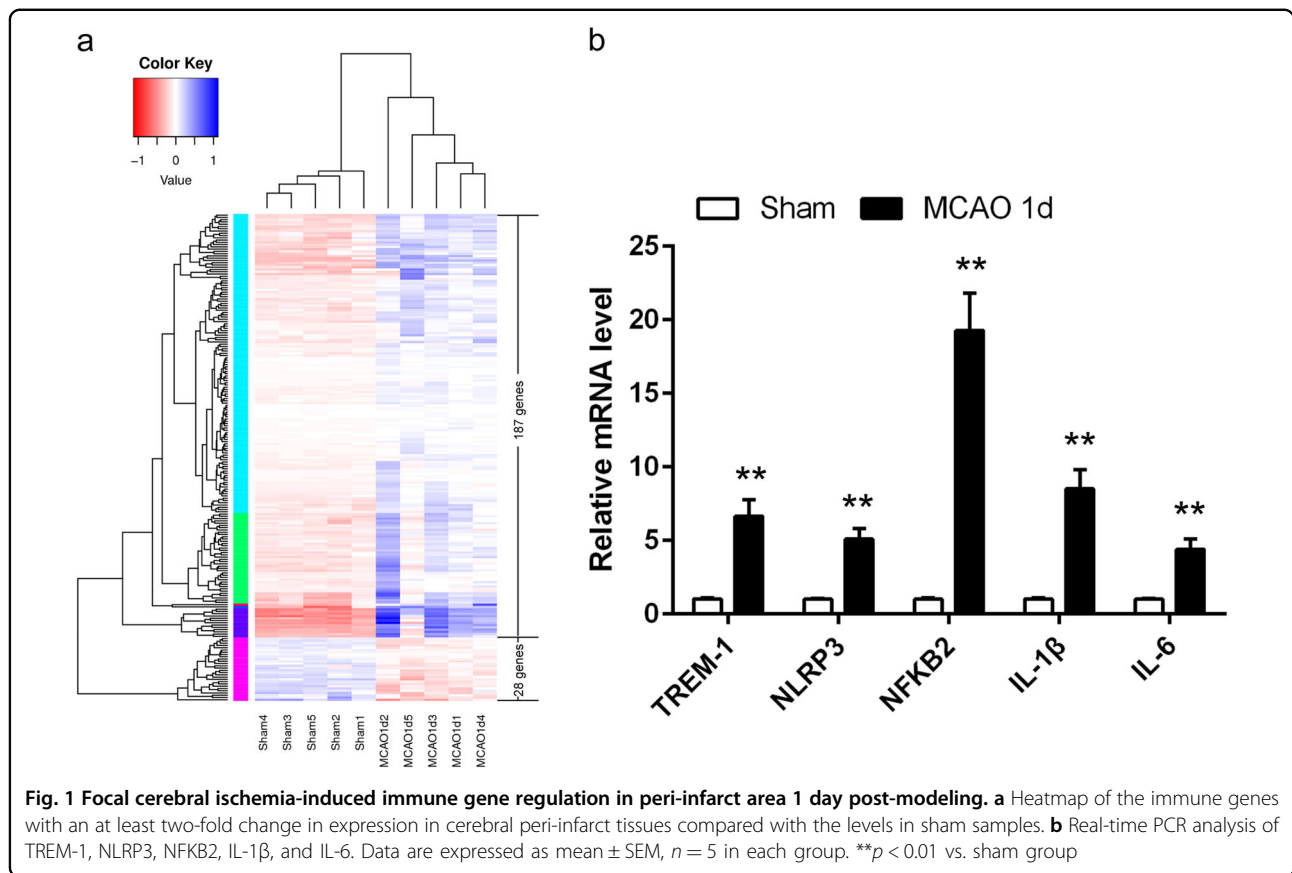 a
Color Key
−1 0 1
Value
187 genes
28 genes
Sham4
Sham3
Sham5
Sham2
Sham1
MCAO1d2
MCAO1d5
MCAO1d3
MCAO1d1
MCAO1d4
b
Sham MCAO 1d
Relative mRNA level
25
20
15
10
5
0
**
**
**
**
**
TREM-1
NLRP3
NFKB2
IL-1β
IL-6
Fig. 1 Focal cerebral ischemia-induced immune gene regulation in peri-infarct area 1 day post-modeling. a Heatmap of the immune genes
with an at least two-fold change in expression in cerebral peri-infarct tissues compared with the levels in sham samples. b Real-time PCR analysis of
TREM-1, NLRP3, NFKB2, IL-1β, and IL-6. Data are expressed as mean ± SEM, n = 5 in each group. **p < 0.01 vs. sham group